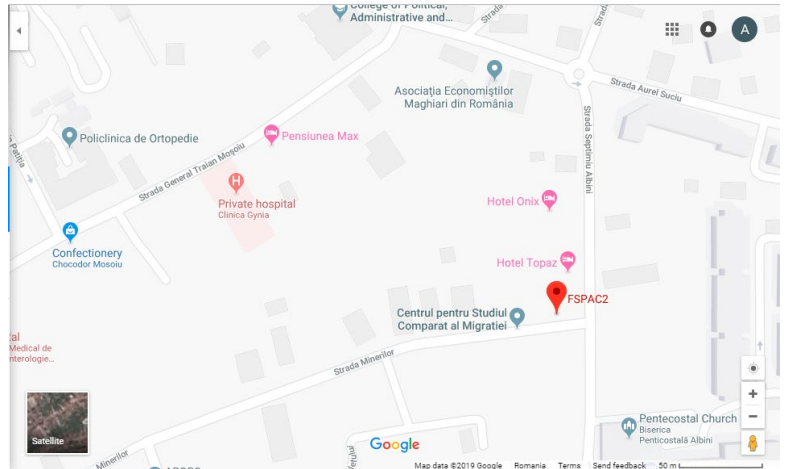 College of Political,
Administrative and...
Strada
A
Asociația Economiștilor
Maghiari din România
Strada Aurel Suciu
Policlinica de Ortopedie
Pensiunea Max
Strada General Traian Moșoiu
Strada Septimiu Albini
H
Private hospital
Clinica Gynia
Hotel Onix
Confectionery
Chocodor Mosoiu
Hotel Topaz
FSPAC2
Centrul pentru Studiul
Comparat al Migratiei
al
Medical de
nterologie...
Strada Minerilor
Satellite
Pentecostal Church
Biserica
Penticostală Albini
Minerilor
Google
Map data ©2019 Google Romania Terms Send feedback 50 m